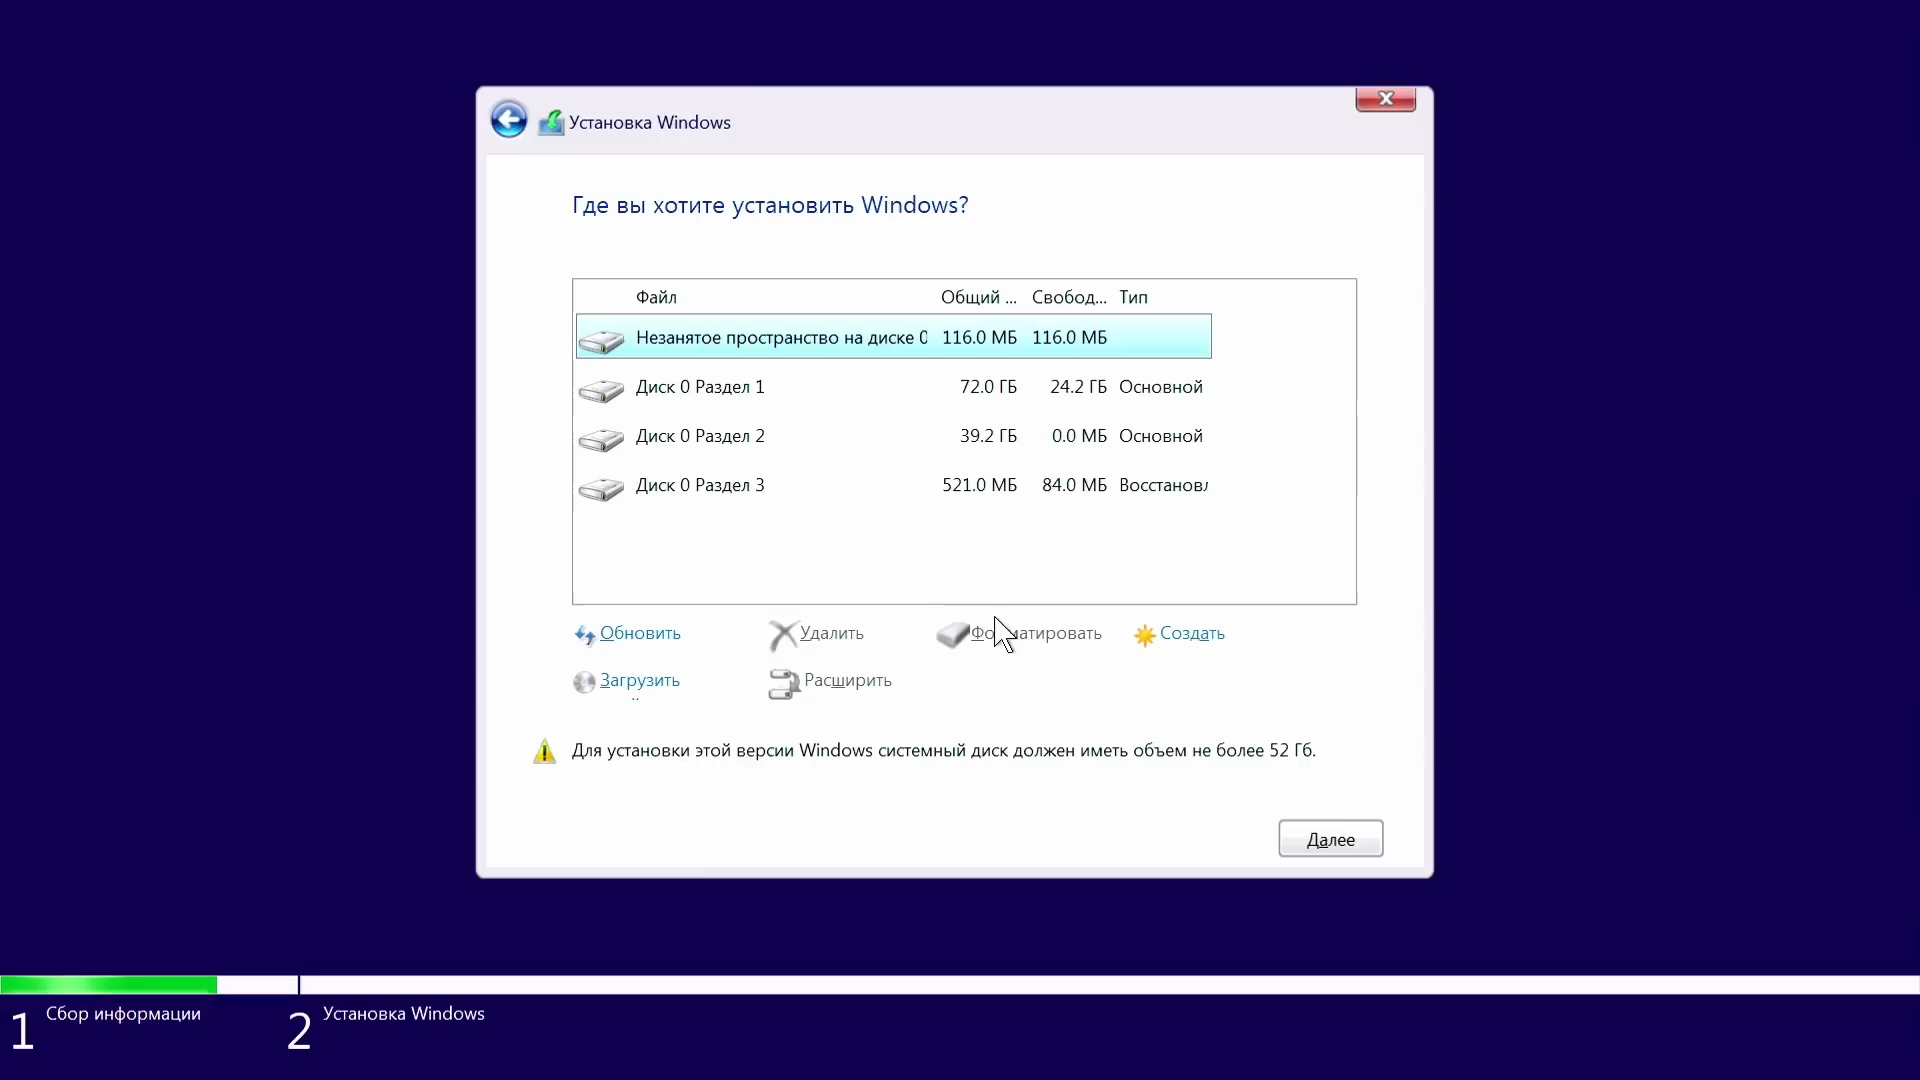 Установка Windows
Где вы хотите установить Windows?
Файл Общий ... Свобод... Тип
Незанятое пространство на диске 0 116.0 МБ 116.0 МБ
Диск 0 Раздел 1 72.0 ГБ 24.2 ГБ Основной
Диск 0 Раздел 2 39.2 ГБ 0.0 МБ Основной
Диск 0 Раздел 3 521.0 МБ 84.0 МБ Восстановл
Обновить Удалить Форматировать Создать
Загрузить Расширить
Для установки этой версии Windows системный диск должен иметь объем не более 52 Гб.
Далее
1 Сбор информации 2 Установка Windows